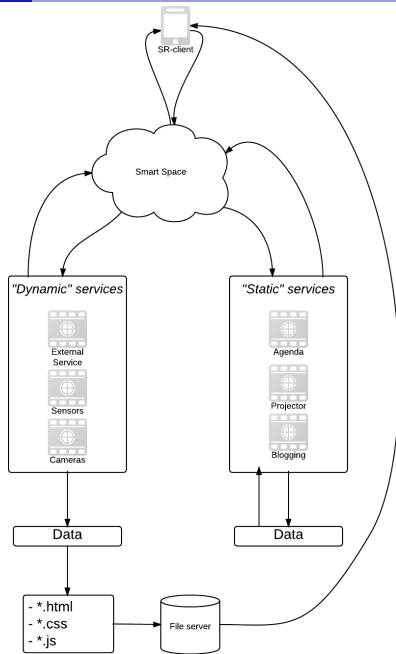 SR-client
Smart Space
"Dynamic" services
External
Service
Sensors
Cameras
"Static" services
Agenda
Projector
Blogging
Data
Data
- *.html
- *.css
- *.js
File server